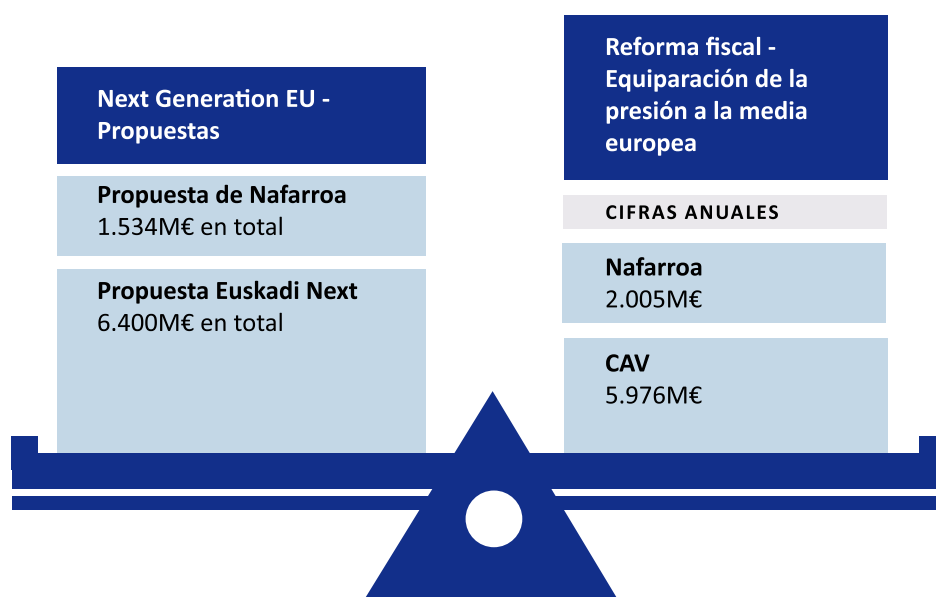 Next Generation EU -
Propuestas
Propuesta de Nafarroa
1.534M€ en total
Propuesta Euskadi Next
6.400M€ en total
Reforma fiscal -
Equiparación de la
presión a la media
europea
CIFRAS ANUALES
Nafarroa
2.005M€
CAV
5.976M€